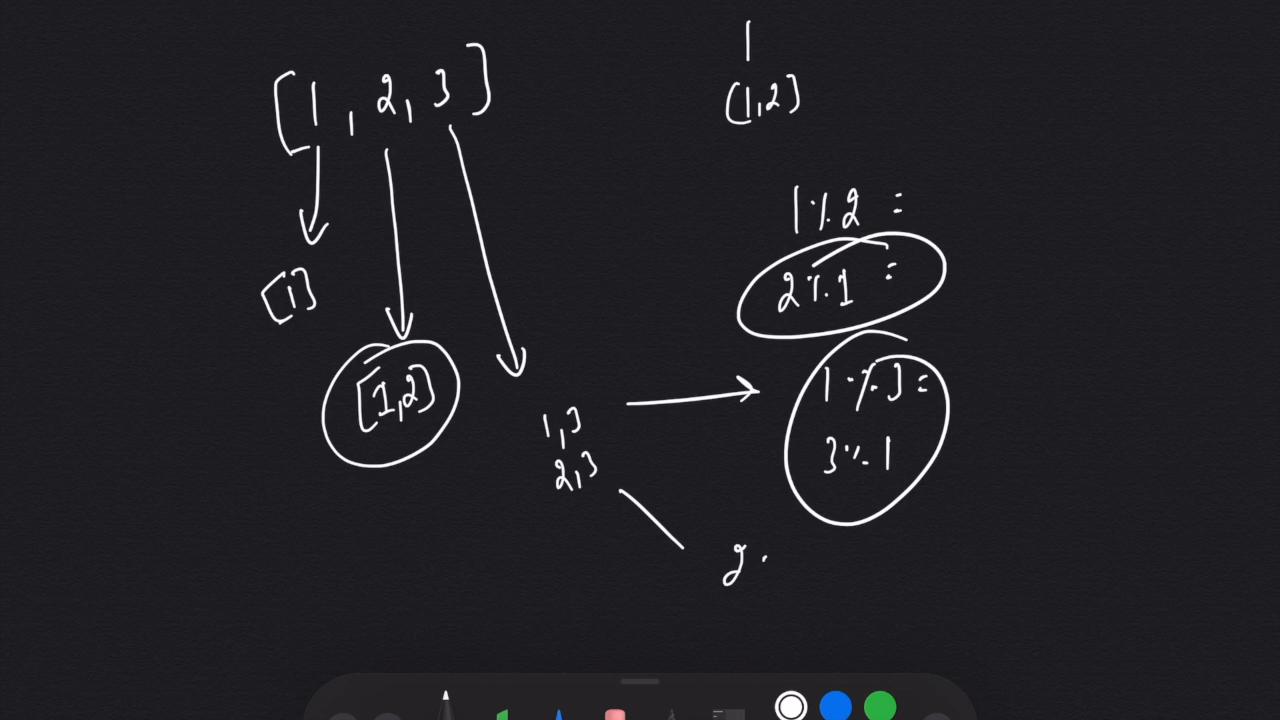 [1, 2, 3]
1
(1,2]
1 % 2 =
2 % 1 =
[1]
[1,2]
1 % 3 =
3 % 1
1,3
2,3
2 .